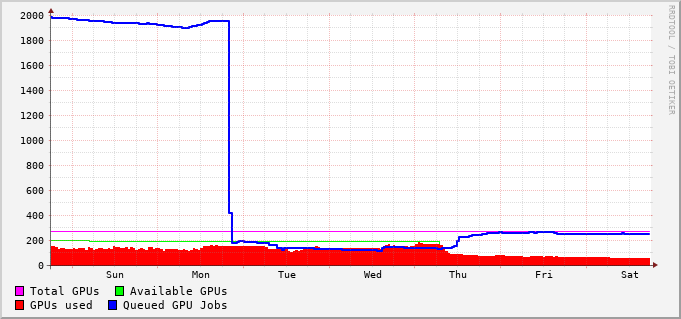 2000
1800
1600
1400
1200
1000
800
600
400
200
0
Sun Mon Tue Wed Thu Fri Sat
Total GPUs Available GPUs
GPUs used Queued GPU Jobs
RRDTOOL / TOBI OETIKER